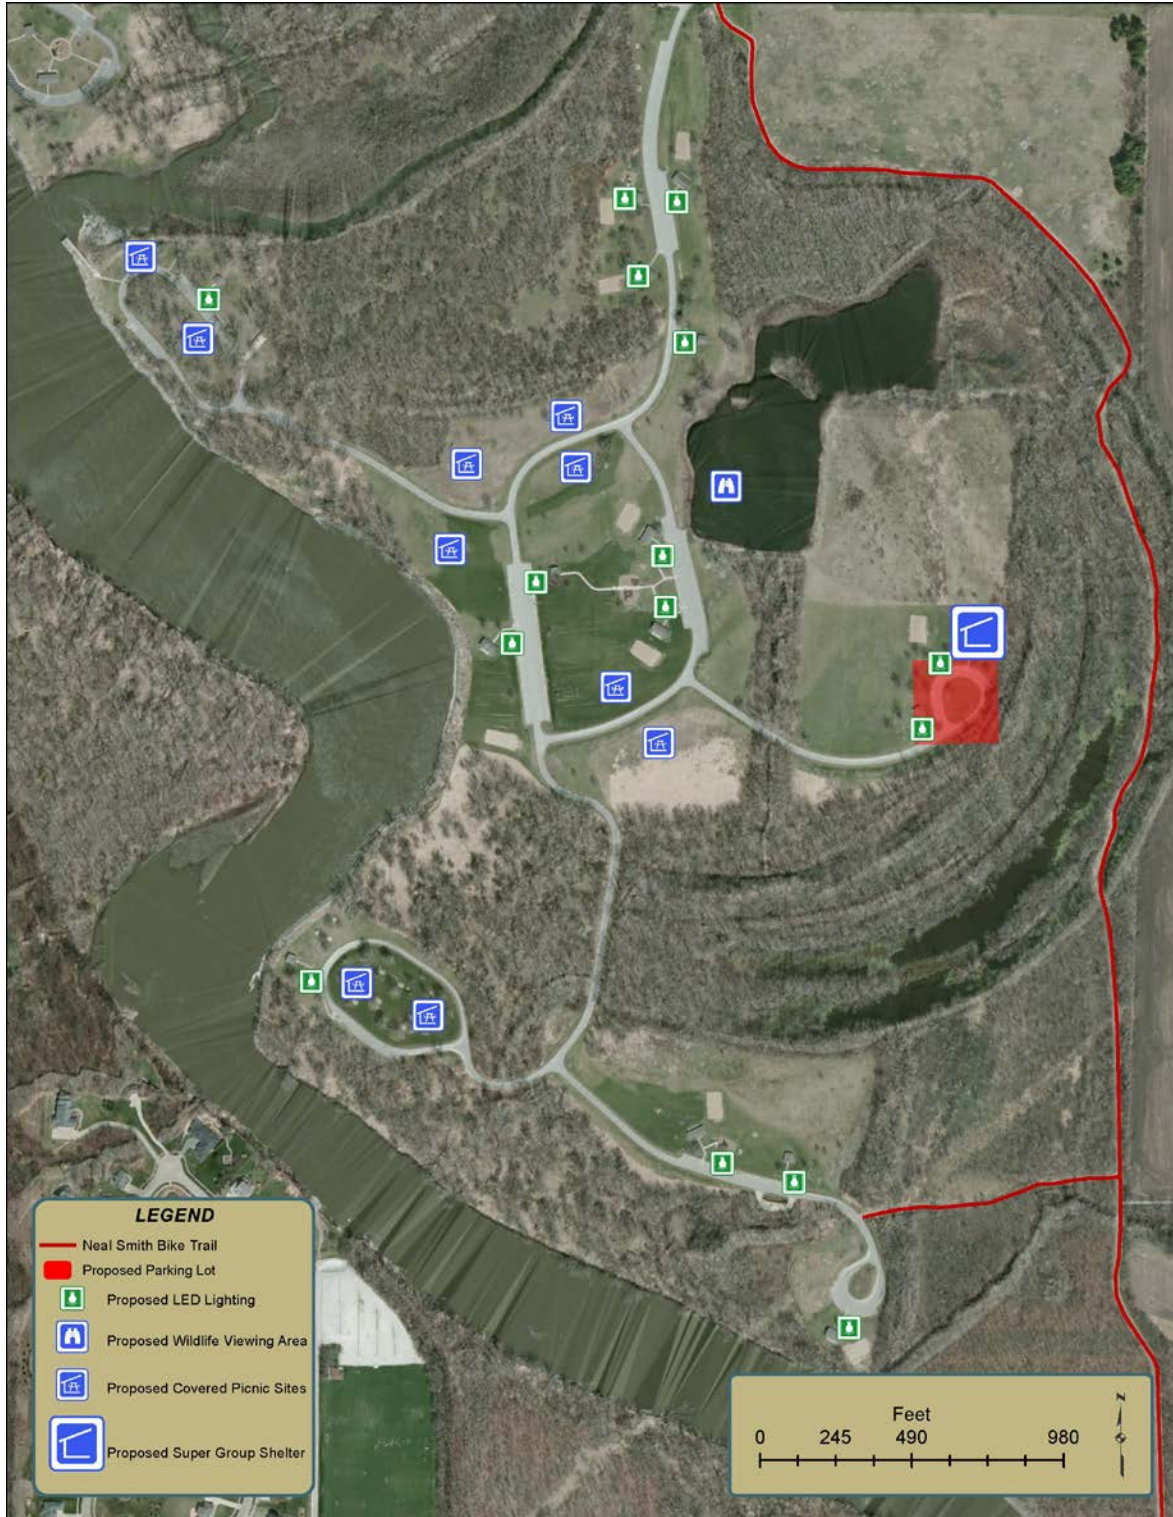 LEGEND
Neal Smith Bike Trail
Proposed Parking Lot
Proposed LED Lighting
Proposed Wildlife Viewing Area
Proposed Covered Picnic Sites
Proposed Super Group Shelter
Feet
0 245 490 980
N